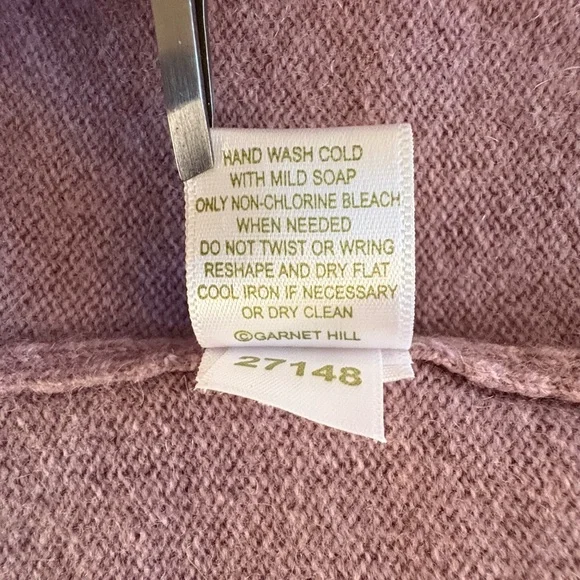 HAND WASH COLD
WITH MILD SOAP
ONLY NON-CHLORINE BLEACH
WHEN NEEDED
DO NOT TWIST OR WRING
RESHAPE AND DRY FLAT
COOL IRON IF NECESSARY
OR DRY CLEAN
©GARNET HILL
27148